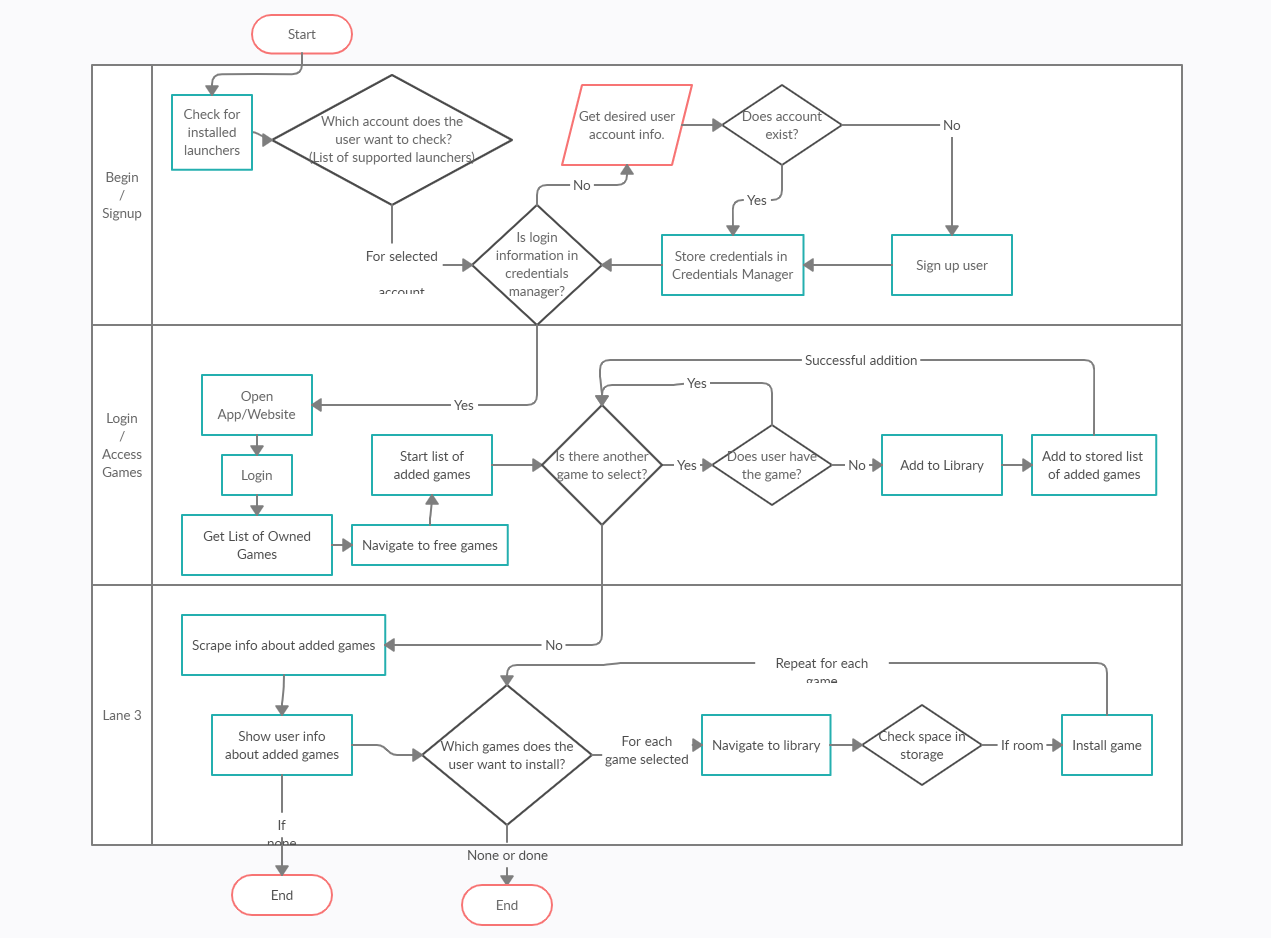 Start
Begin
/
Signup
Check for
installed
launchers
Which account does the
user want to check?
(List of supported launchers)
Get desired user
account info.
Does account
exist?
No
No
Yes
For selected
account
Is login
information in
credentials
manager?
Store credentials in
Credentials Manager
Sign up user
Login
/
Access
Games
Successful addition
Yes
Open
App/Website
Yes
Start list of
added games
Is there another
game to select?
Yes
Does user have
the game?
No
Add to Library
Add to stored list
of added games
Login
Get List of Owned
Games
Navigate to free games
Lane 3
Scrape info about added games
No
Repeat for each
game
Show user info
about added games
Which games does the
user want to install?
For each
game selected
Navigate to library
Check space in
storage
If room
Install game
If
none
None or done
End
End